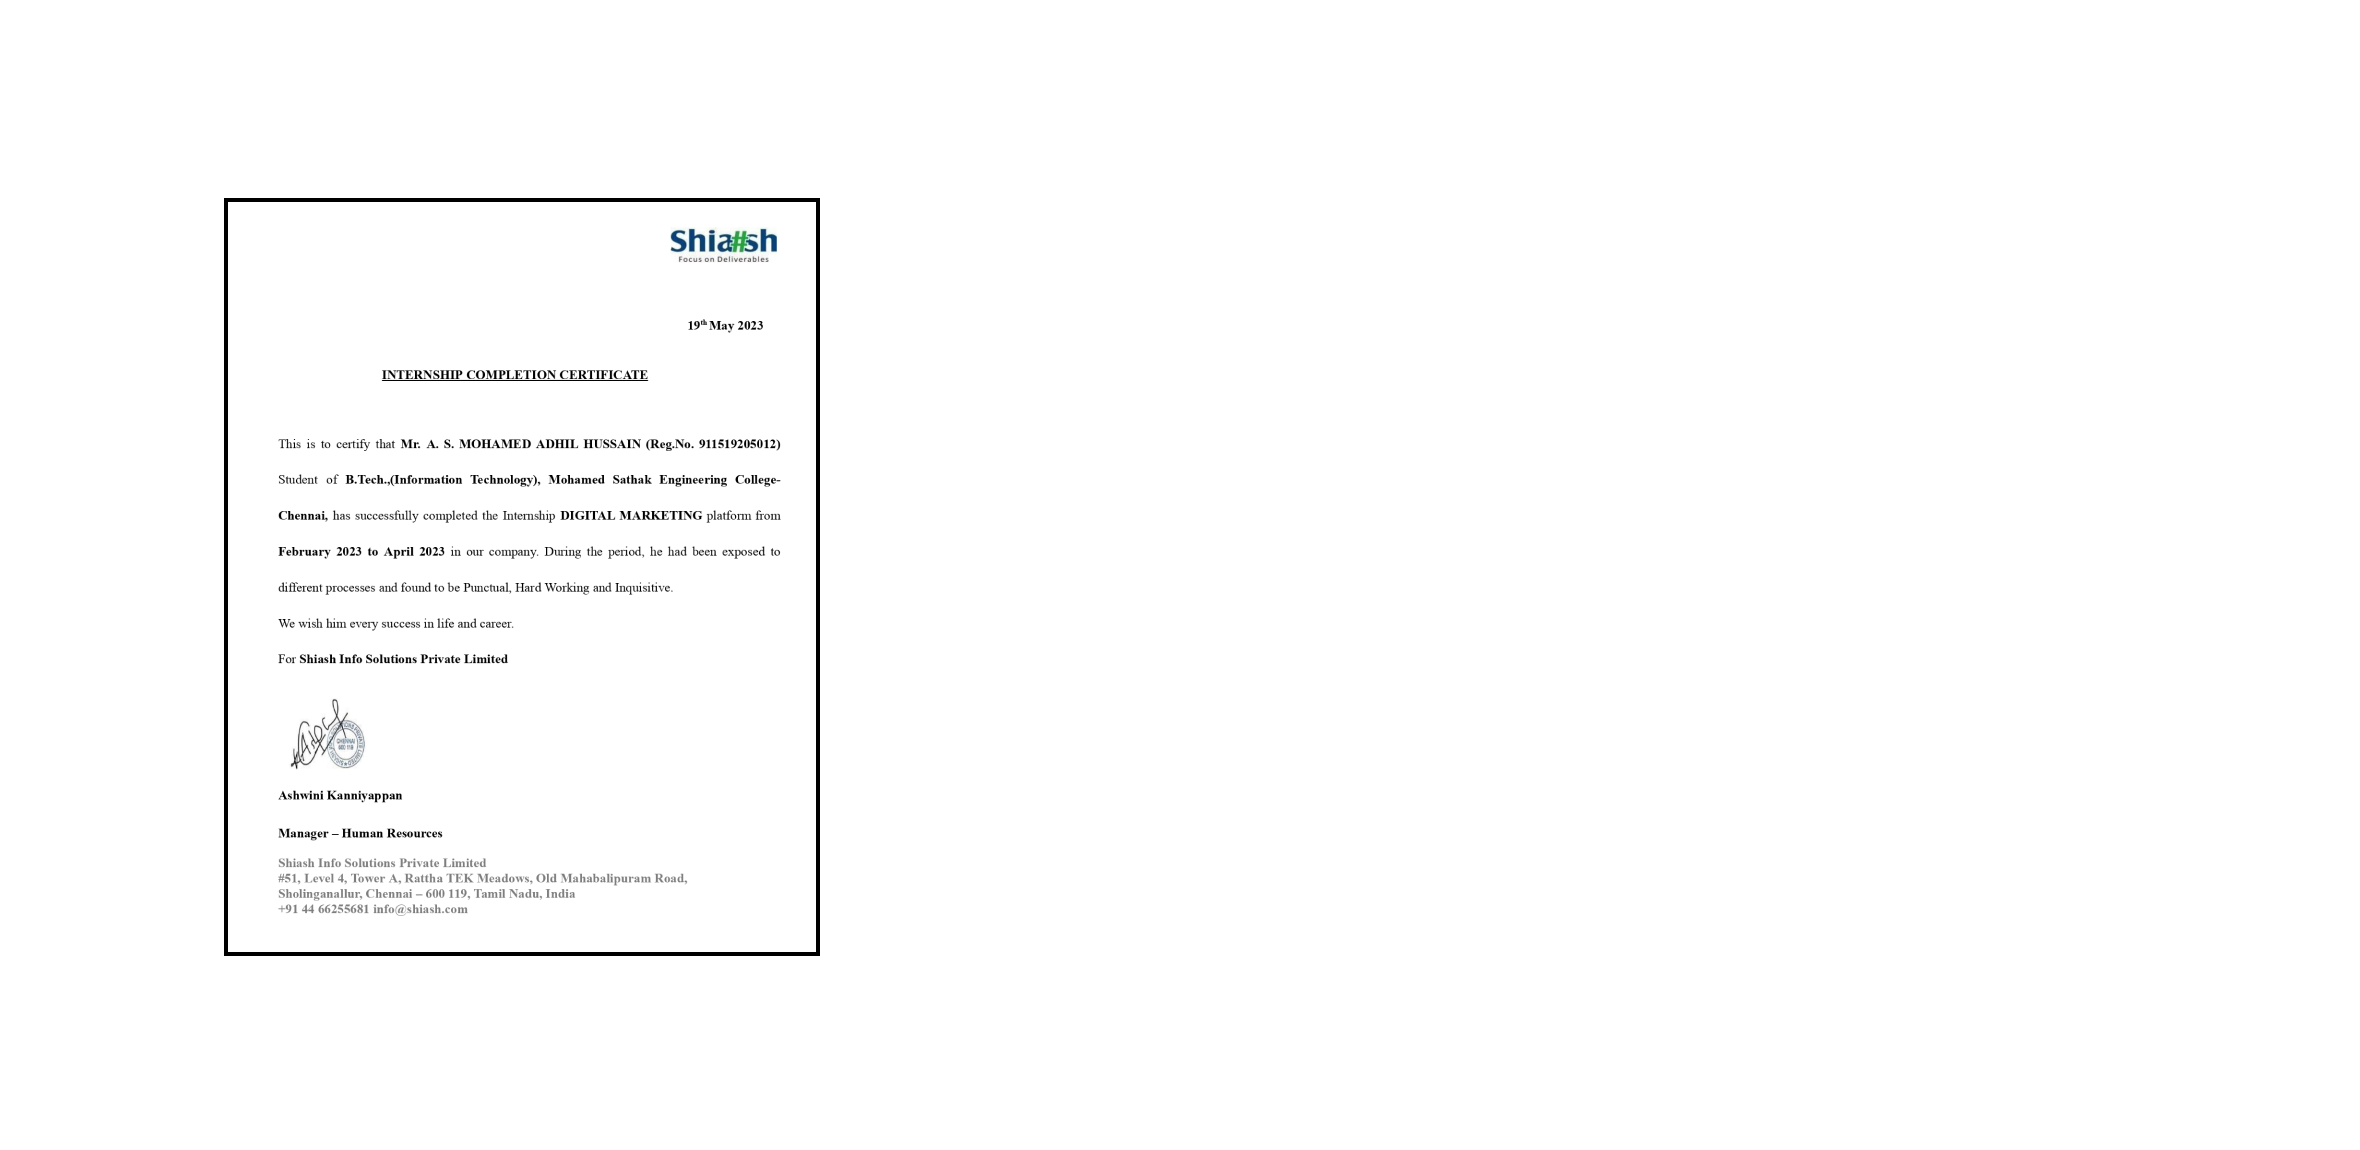 Shia#sh
Focus on Deliverables
19th May 2023
INTERNSHIP COMPLETION CERTIFICATE
This is to certify that Mr. A. S. MOHAMED ADHIL HUSSAIN (Reg.No. 911519205012)
Student of B.Tech.,(Information Technology), Mohamed Sathak Engineering College-
Chennai, has successfully completed the Internship DIGITAL MARKETING platform from
February 2023 to April 2023 in our company. During the period, he had been exposed to
different processes and found to be Punctual, Hard Working and Inquisitive.
We wish him every success in life and career.
For Shiash Info Solutions Private Limited
CHENNAI
600 119
Ashwini Kanniyappan
Manager – Human Resources
Shiash Info Solutions Private Limited
#51, Level 4, Tower A, Rattha TEK Meadows, Old Mahabalipuram Road,
Sholinganallur, Chennai – 600 119, Tamil Nadu, India
+91 44 66255681 info@shiash.com